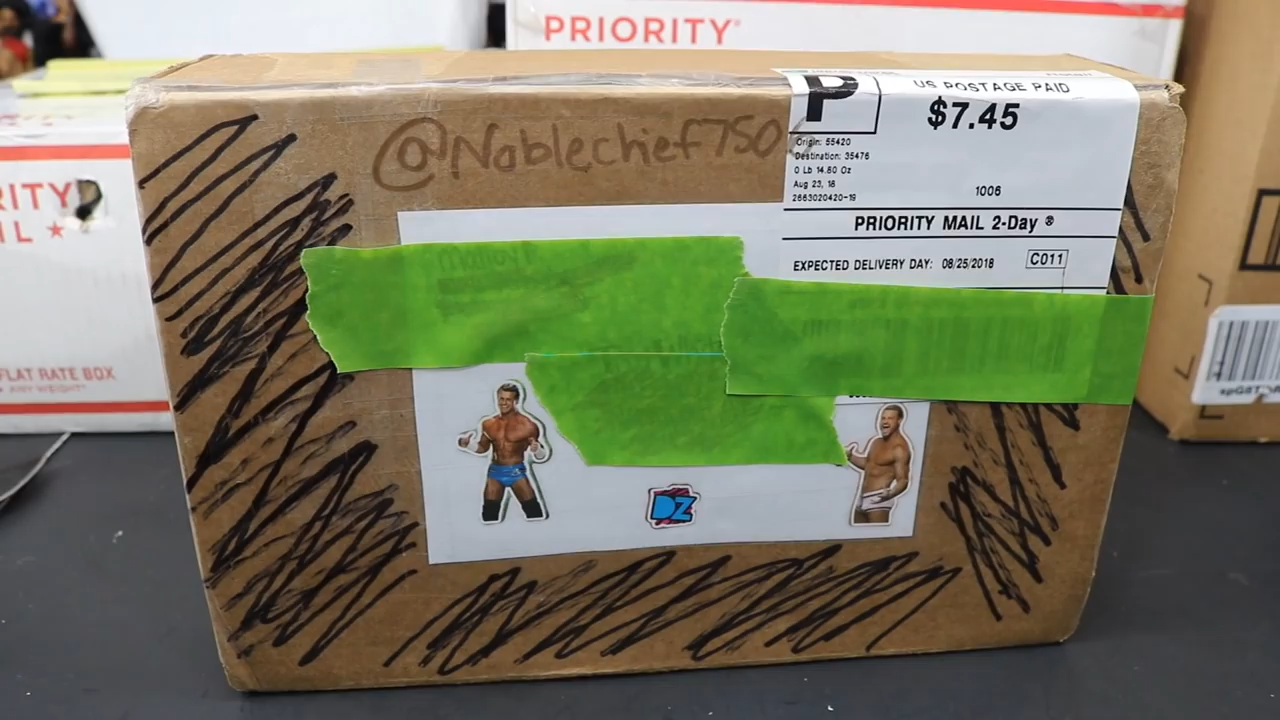 PRIORITY®
P
US POSTAGE PAID
$7.45
@Noblechief750
Origin: 55420
Destination: 35476
0 Lb 14.60 Oz
Aug 23, 18
2663020420-19
1006
PRIORITY MAIL 2-Day ®
EXPECTED DELIVERY DAY: 08/25/2018
C011
RITY
IL ★
FLAT RATE BOX
ANY WEIGHT
DZ